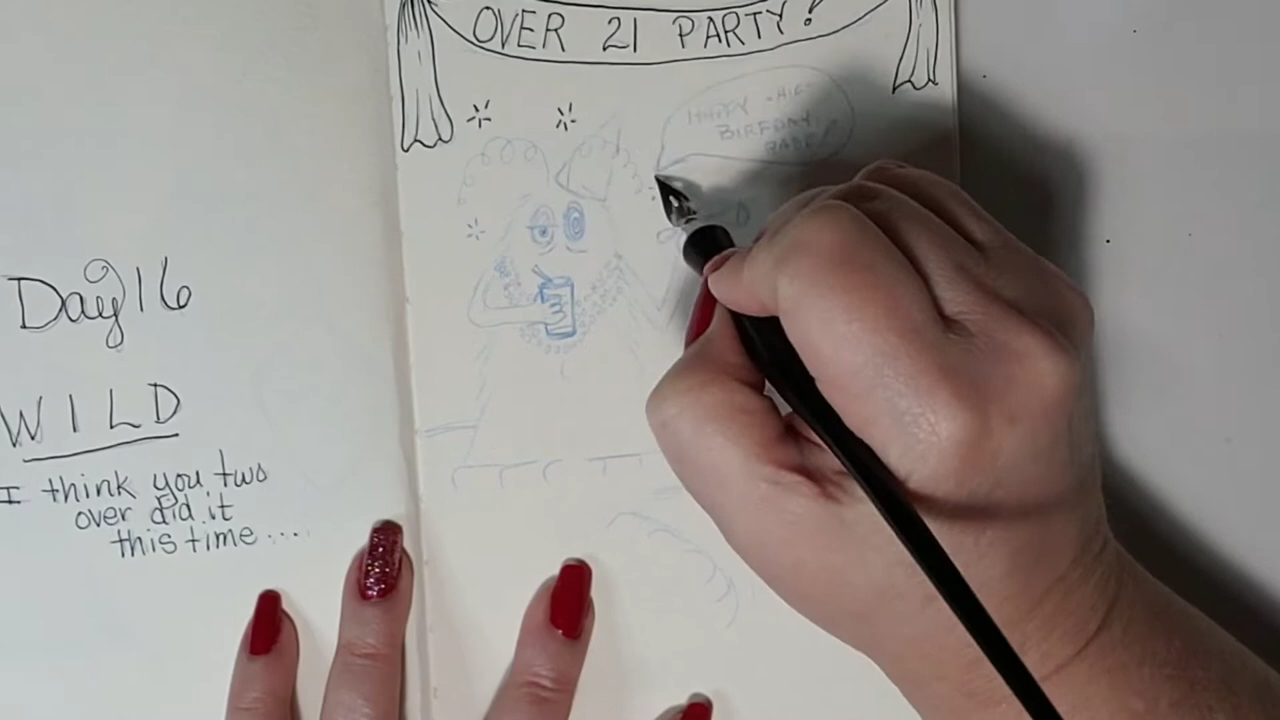 Day 16
WILD
I think you two
over did it
this time...
OVER 21 PARTY!
HAPPY -HIC-
BIRFDAY
BABE!